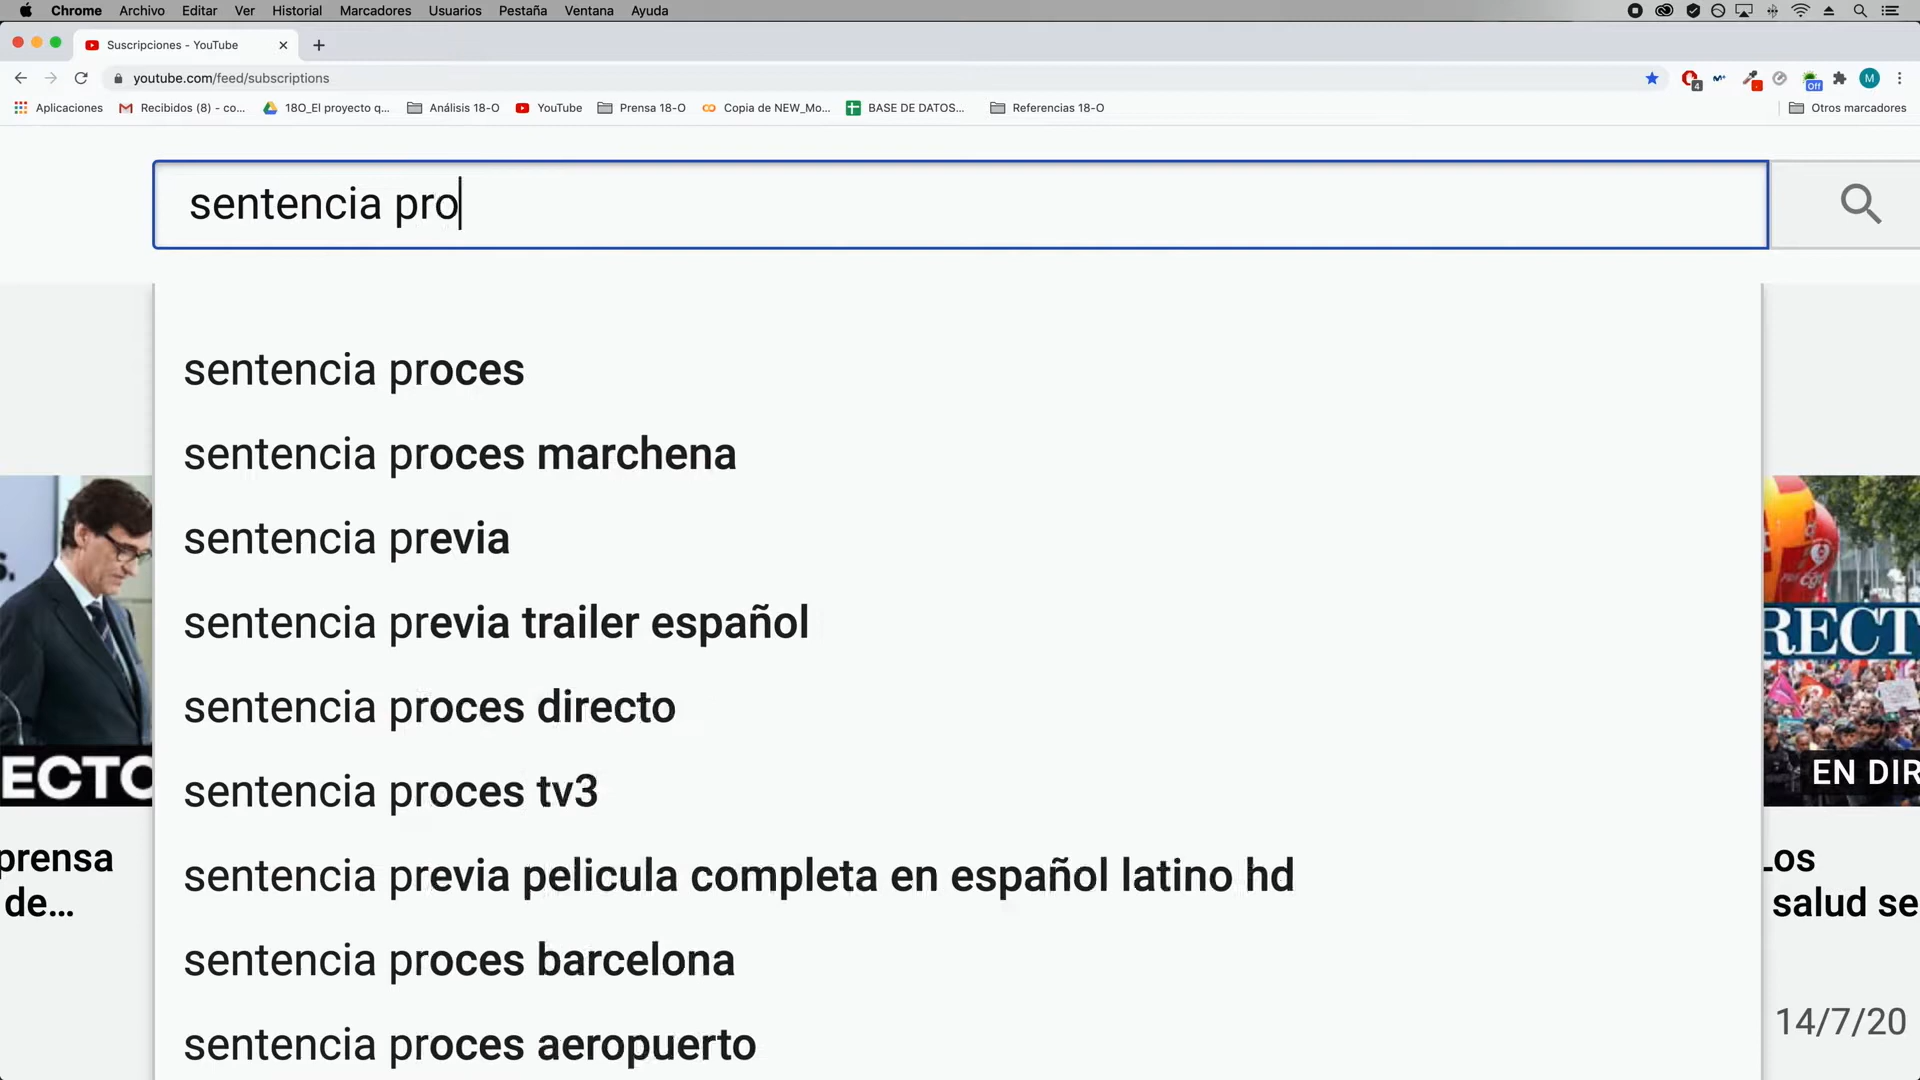 Chrome Archivo Editar Ver Historial Marcadores Usuarios Pestaña Ventana Ayuda
Suscripciones - YouTube
youtube.com/feed/subscriptions
4
Off
M
Aplicaciones Recibidos (8) - co... 18O_El proyecto q... Análisis 18-O YouTube Prensa 18-O Copia de NEW_Mo... BASE DE DATOS... Referencias 18-O Otros marcadores
sentencia pro
sentencia proces
sentencia proces marchena
sentencia previa
sentencia previa trailer español
sentencia proces directo
sentencia proces tv3
sentencia previa pelicula completa en español latino hd
sentencia proces barcelona
sentencia proces aeropuerto
ECTO
prensa
de...
RECT
EN DIR
Los
salud se
14/7/20